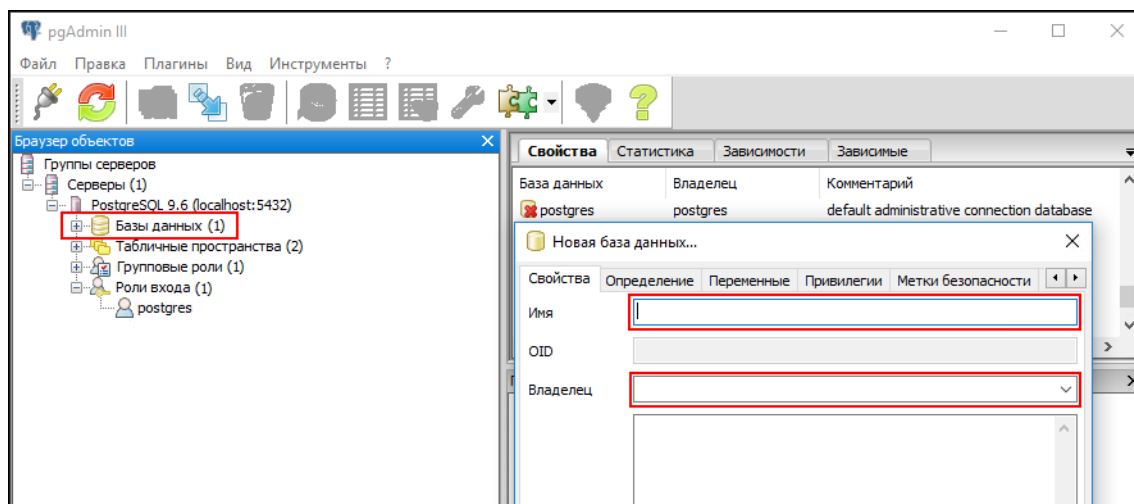 pgAdmin III
Файл Правка Плагины Вид Инструменты ?
Браузер объектов
Группы серверов
Серверы (1)
PostgreSQL 9.6 (localhost:5432)
Базы данных (1)
Табличные пространства (2)
Групповые роли (1)
Роли входа (1)
postgres
Свойства Статистика Зависимости Зависимые
База данных Владелец Комментарий
postgres postgres default administrative connection database
Новая база данных...
Свойства Определение Переменные Привилегии Метки безопасности
Имя
OID
Владелец